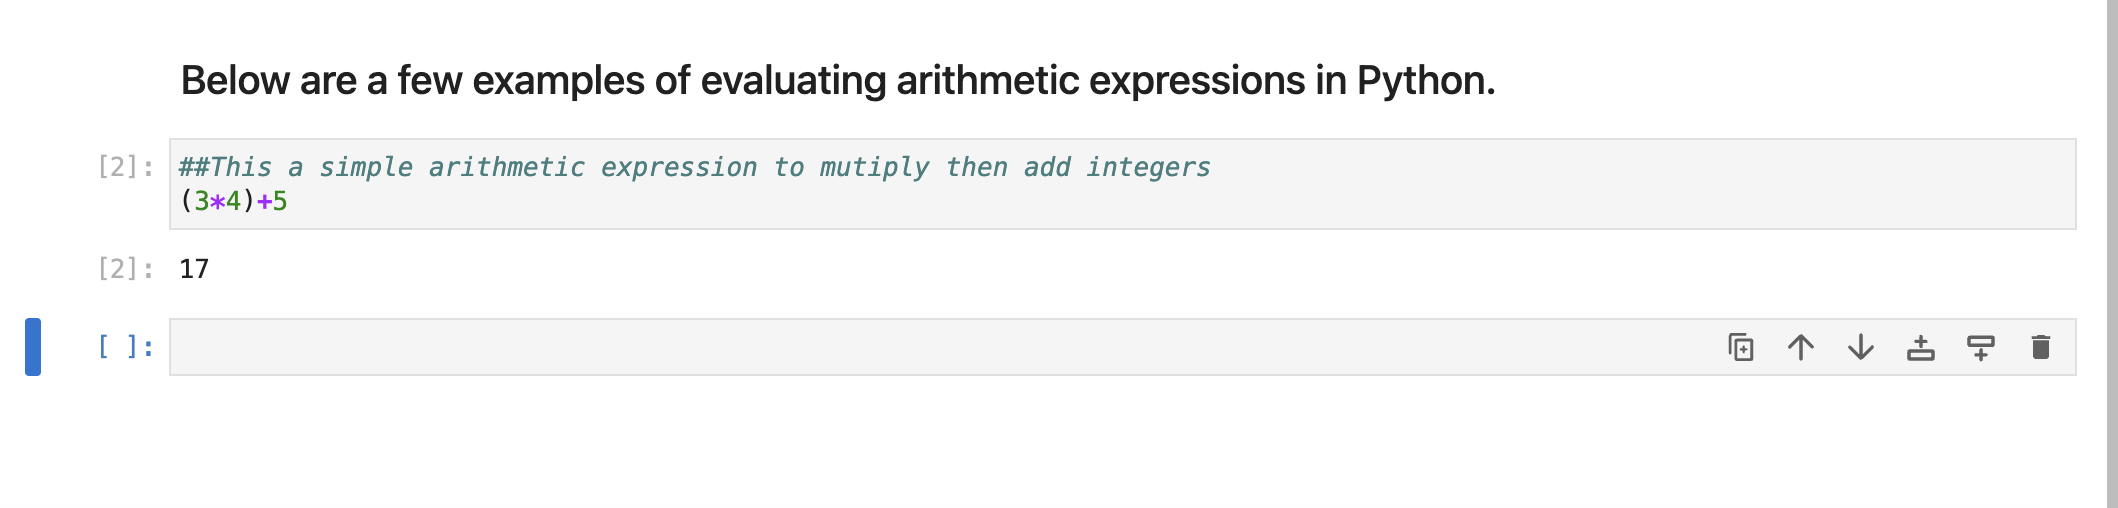 Below are a few examples of evaluating arithmetic expressions in Python.
[2]: ##This a simple arithmetic expression to mutiply then add integers
(3*4)+5
[2]: 17
[ ]: